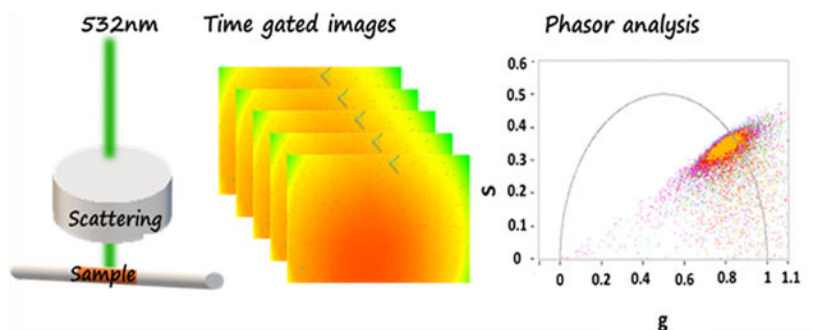 532nm Time gated images Phasor analysis
Scattering
Sample
0.6
0.5
0.4
0.3
0.2
0.1
0
S
0 0.2 0.4 0.6 0.8 1 1.1
g